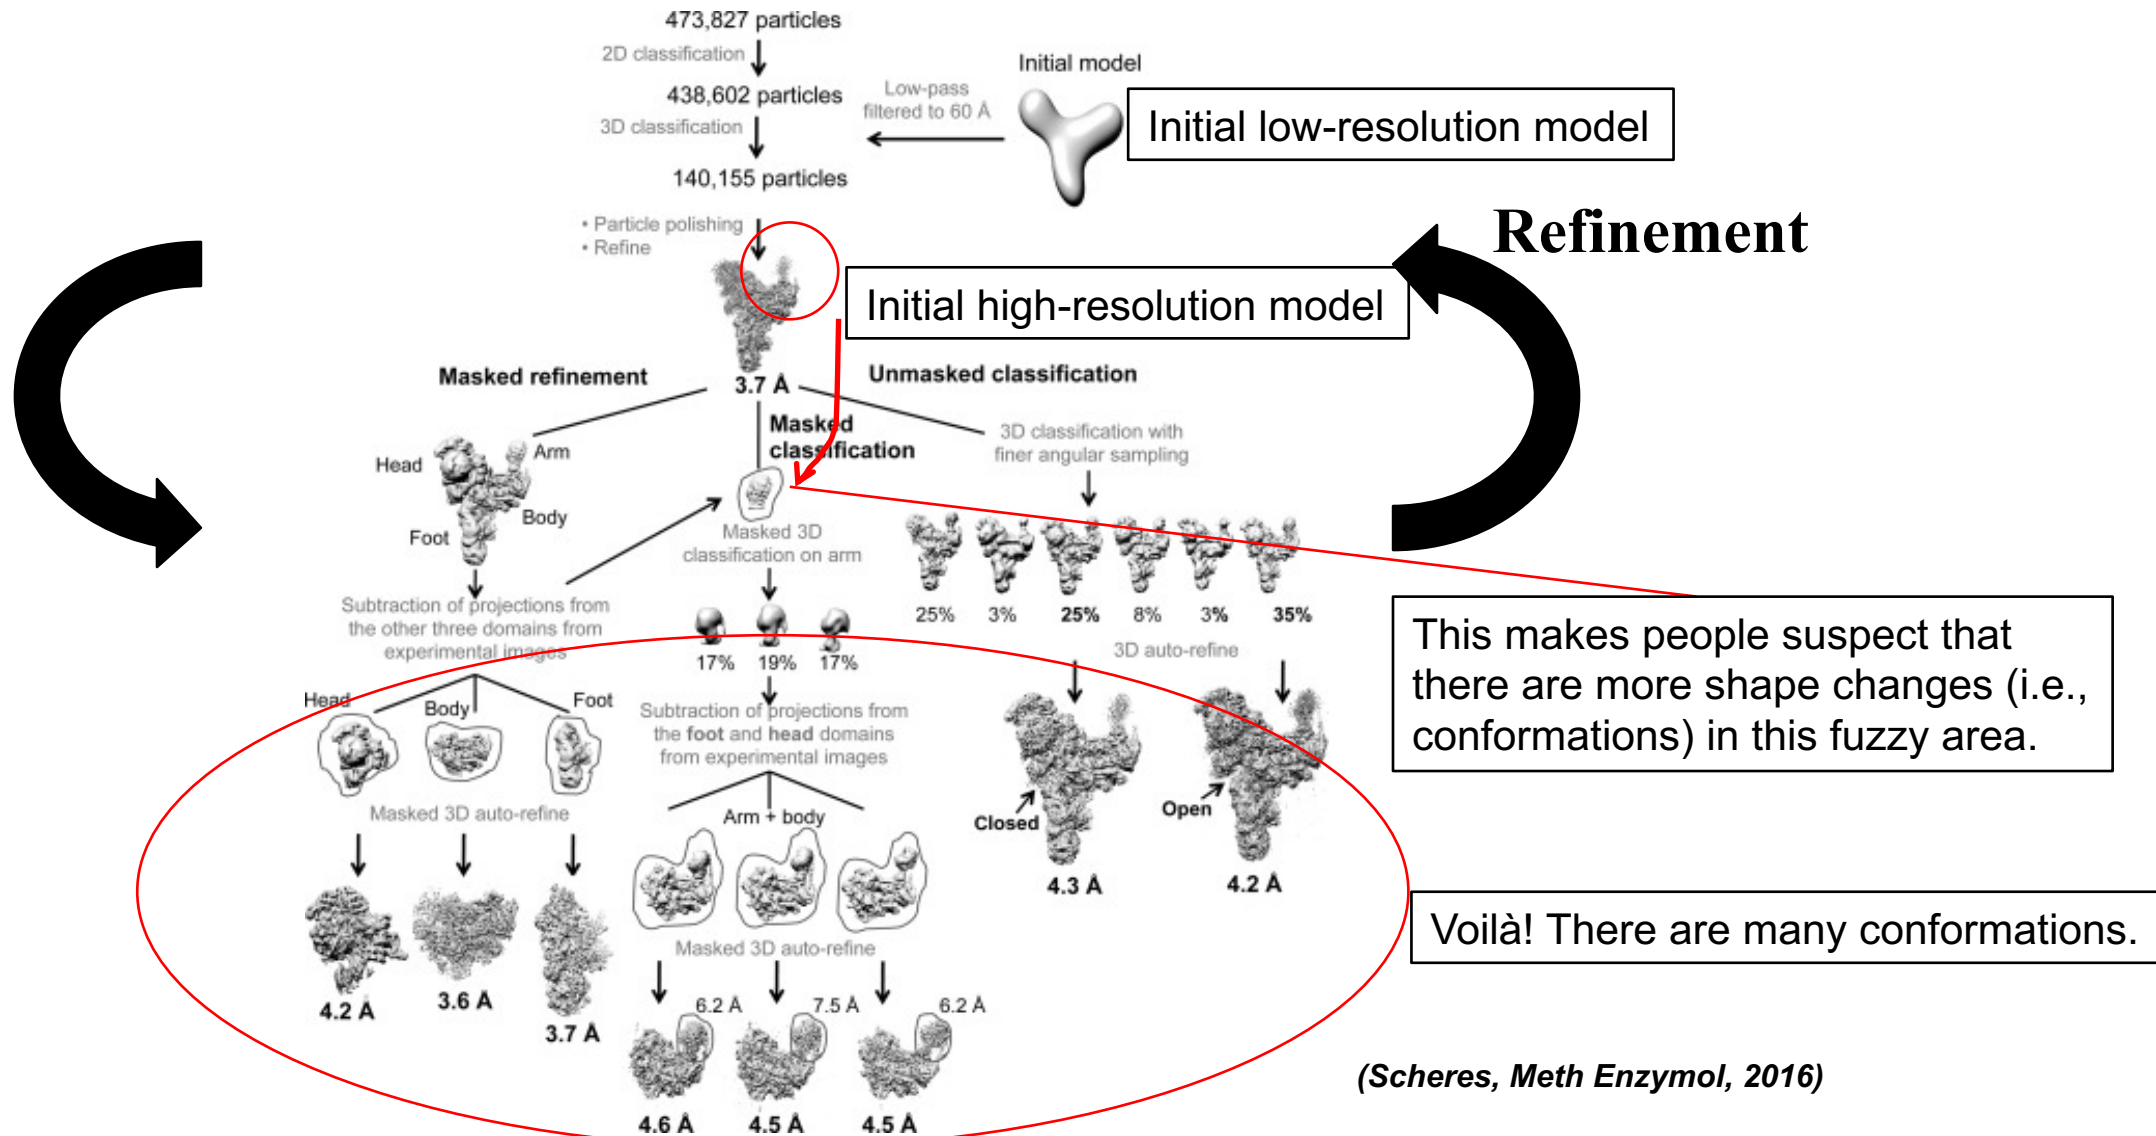 473,827 particles
2D classification
438,602 particles
3D classification
140,155 particles
Low-pass
filtered to 60 Å
Initial model
Initial low-resolution model
• Particle polishing
• Refine
Refinement
Initial high-resolution model
3.7 Å
Masked refinement
Masked
classification
Unmasked classification
Head
Arm
Foot
Body
Subtraction of projections from
the other three domains from
experimental images
Head
Body
Foot
Masked 3D auto-refine
4.2 Å
3.6 Å
3.7 Å
Masked 3D
classification on arm
17%
19%
17%
Subtraction of projections from
the foot and head domains
from experimental images
Arm + body
Masked 3D auto-refine
6.2 Å
7.5 Å
6.2 Å
4.6 Å
4.5 Å
4.5 Å
3D classification with
finer angular sampling
25%
3%
25%
8%
3%
35%
3D auto-refine
Closed
Open
4.3 Å
4.2 Å
This makes people suspect that
there are more shape changes (i.e.,
conformations) in this fuzzy area.
Voilà! There are many conformations.
(Scheres, Meth Enzymol, 2016)